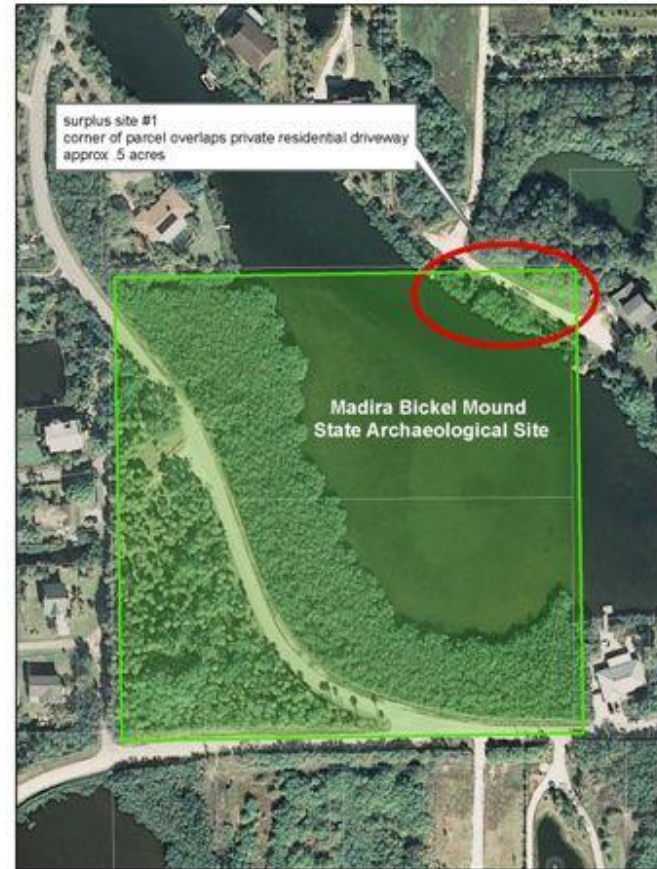 surplus site #1
corner of parcel overlaps private residential driveway
approx .5 acres
Madira Bickel Mound
State Archaeological Site